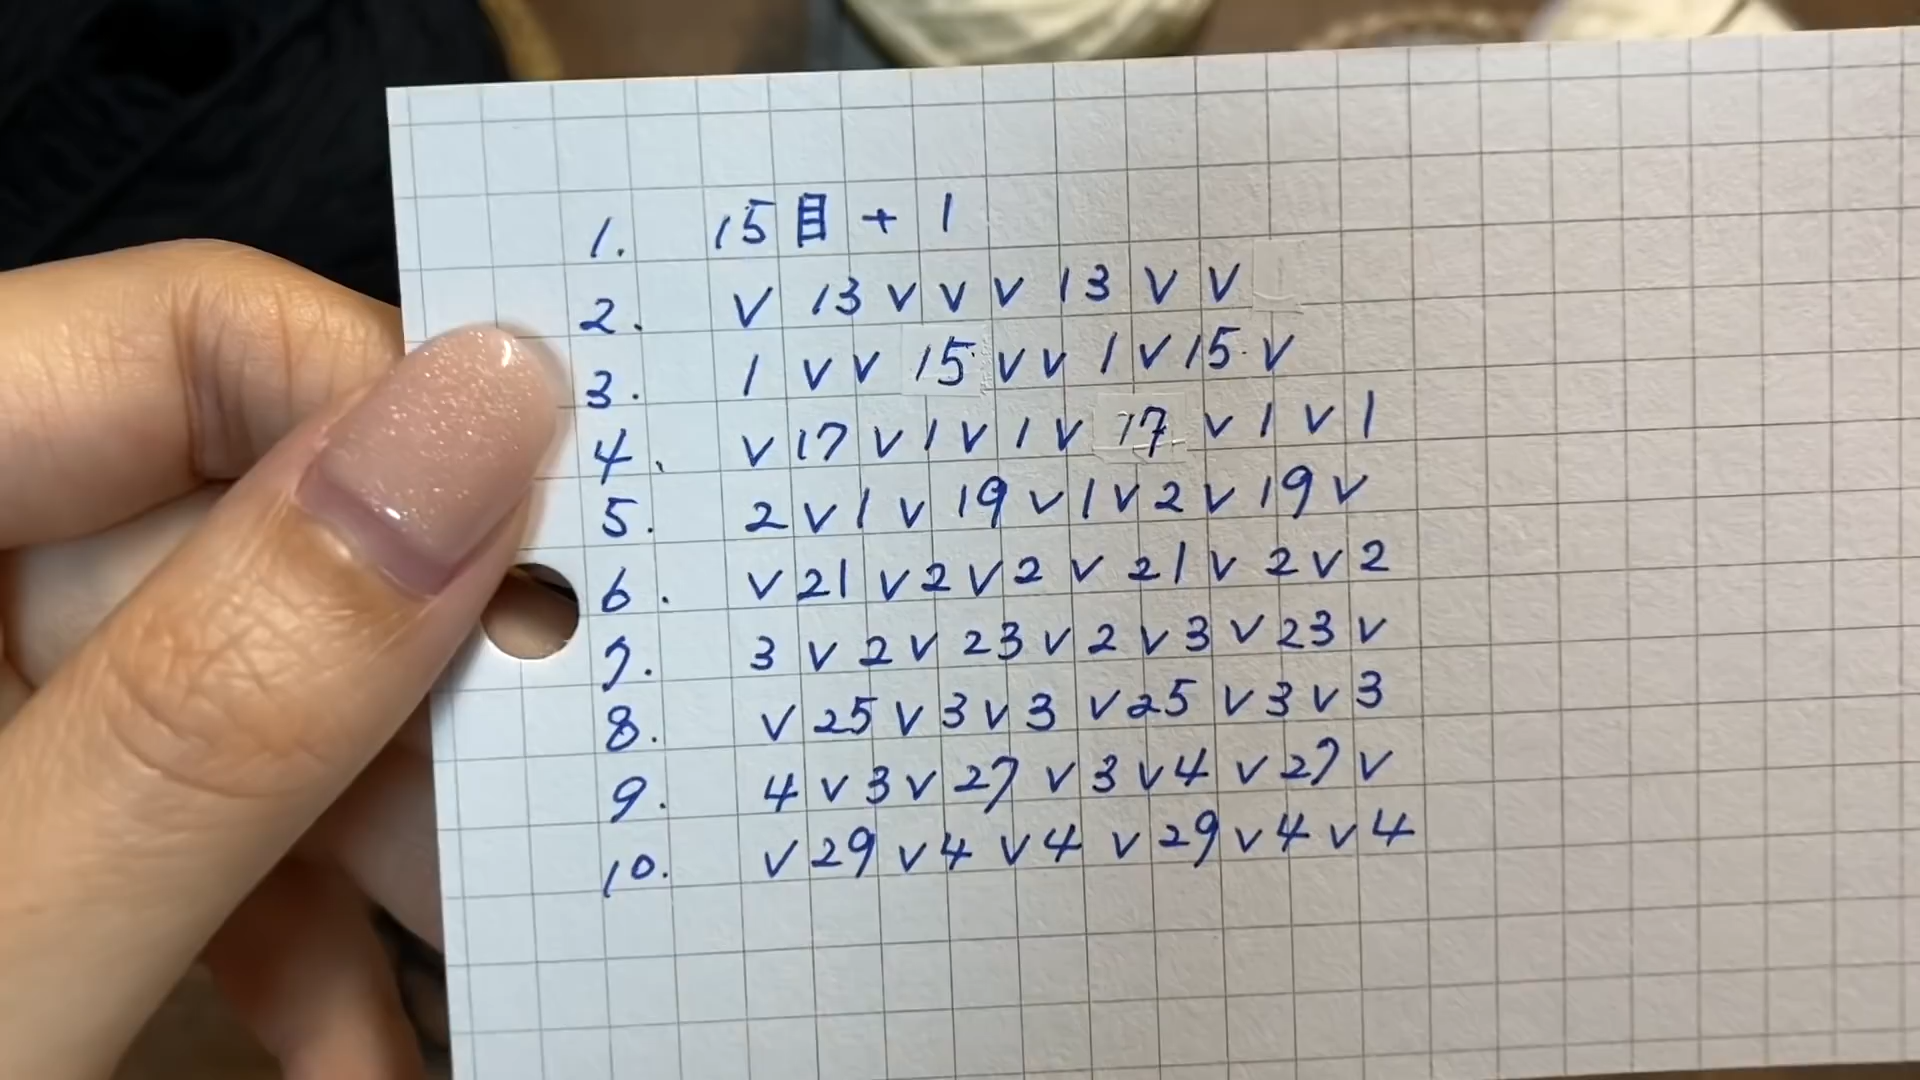 1. 15目 + 1
2. V 13 V V V 13 V V
3. 1 V V 15 V V 1 V 15 V
4. V 17 V 1 V 1 V 17 V 1 V 1
5. 2 V 1 V 19 V 1 V 2 V 19 V
6. V 21 V 2 V 2 V 21 V 2 V 2
7. 3 V 2 V 23 V 2 V 3 V 23 V
8. V 25 V 3 V 3 V 25 V 3 V 3
9. 4 V 3 V 27 V 3 V 4 V 27 V
10. V 29 V 4 V 4 V 29 V 4 V 4